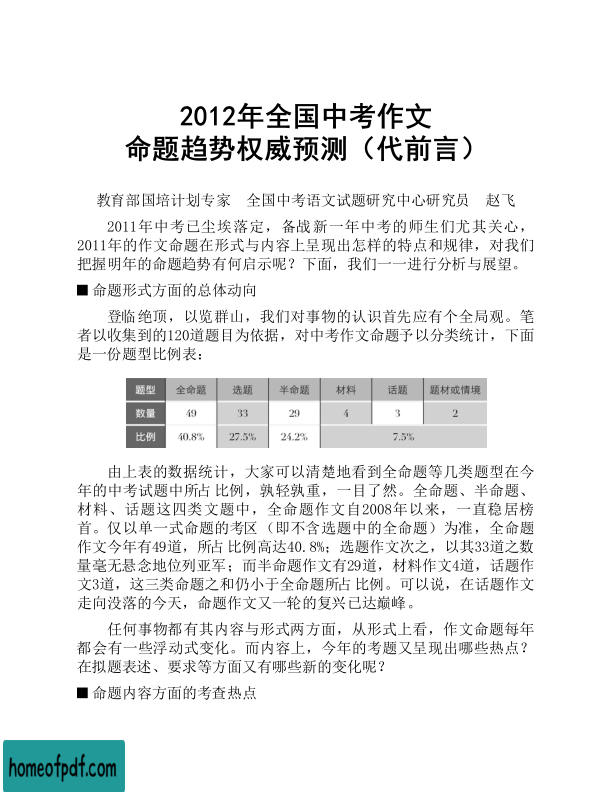 2012年全国中考作文
命题趋势权威预测（代前言）
教育部国培计划专家　全国中考语文试题研究中心研究员　赵飞
2011年中考已尘埃落定，备战新一年中考的师生们尤其关心，
2011年的作文命题在形式与内容上呈现出怎样的特点和规律，对我们
把握明年的命题趋势有何启示呢？下面，我们一一进行分析与展望。
■ 命题形式方面的总体动向
登临绝顶，以览群山，我们对事物的认识首先应有个全局观。笔
者以收集到的120道题目为依据，对中考作文命题予以分类统计，下面
是一份题型比例表：
题型 全命题 选题 半命题 材料 话题 题材或情境
数量 49 33 29 4 3 2
比例 40.8% 27.5% 24.2% 7.5%
由上表的数据统计，大家可以清楚地看到全命题等几类题型在今
年的中考试题中所占比例，孰轻孰重，一目了然。全命题、半命题、
材料、话题这四类文题中，全命题作文自2008年以来，一直稳居榜
首。仅以单一式命题的考区（即不含选题中的全命题）为准，全命题
作文今年有49道，所占比例高达40.8%；选题作文次之，以其33道之数
量毫无悬念地位列亚军；而半命题作文有29道，材料作文4道，话题作
文3道，这三类命题之和仍小于全命题所占比例。可以说，在话题作文
走向没落的今天，命题作文又一轮的复兴已达巅峰。
任何事物都有其内容与形式两方面，从形式上看，作文命题每年
都会有一些浮动式变化。而内容上，今年的考题又呈现出哪些热点？
在拟题表述、要求等方面又有哪些新的变化呢？
■ 命题内容方面的考查热点
homeofpdf.com